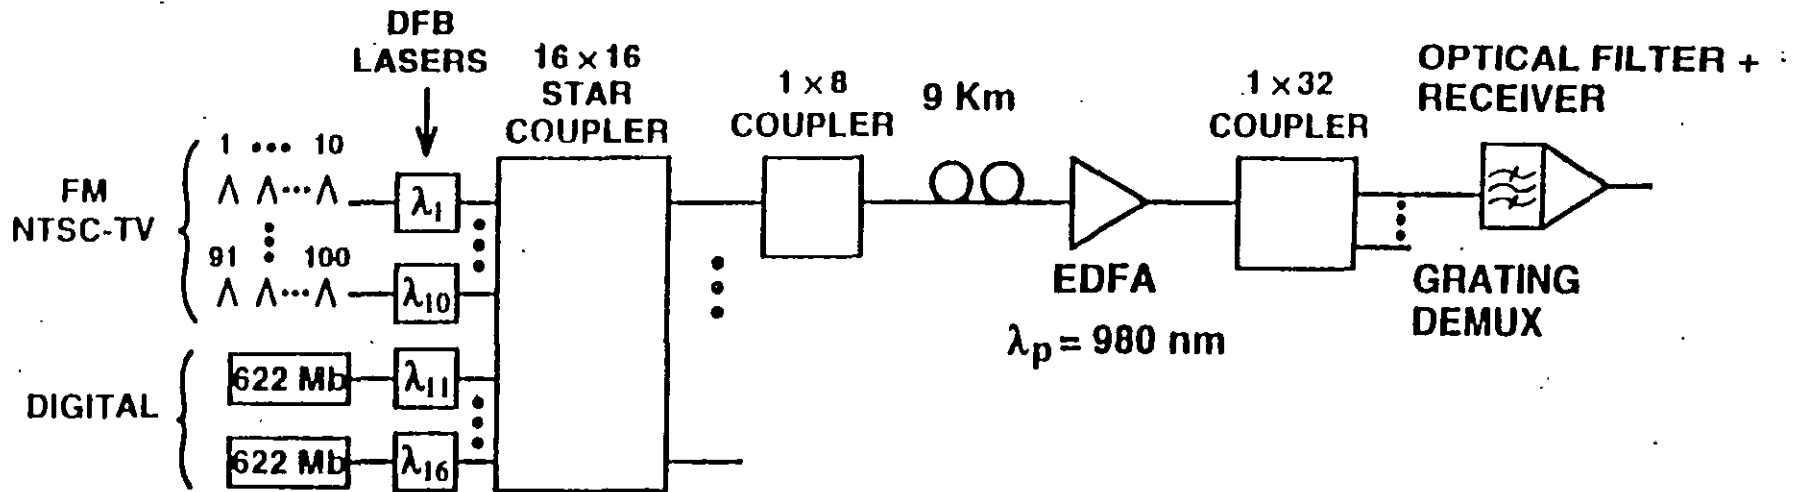 DFB
LASERS
16 × 16
STAR
COUPLER
1 × 8
COUPLER
9 Km
1 × 32
COUPLER
OPTICAL FILTER +
RECEIVER
FM
NTSC-TV
1 ••• 10
λ1
91 100
λ10
EDFA
λp = 980 nm
GRATING
DEMUX
DIGITAL
622 Mb
λ11
622 Mb
λ16